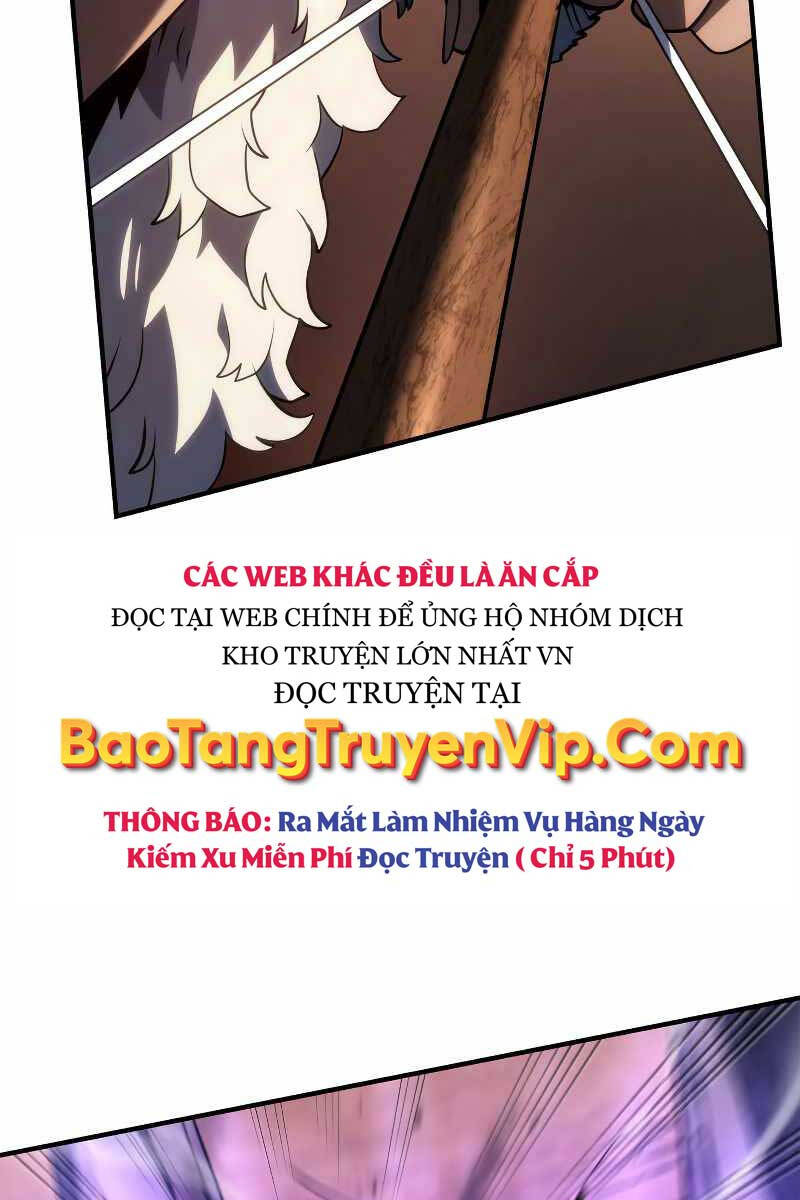 CÁC WEB KHÁC ĐỀU LÀ ĂN CẮP
ĐỌC TẠI WEB CHÍNH ĐỂ ỦNG HỘ NHÓM DỊCH
KHO TRUYỆN LỚN NHẤT VN
ĐỌC TRUYỆN TẠI
BaoTangTruyenVip.Com
THÔNG BÁO: Ra Mắt Làm Nhiệm Vụ Hàng Ngày
Kiếm Xu Miễn Phí Đọc Truyện ( Chỉ 5 Phút)